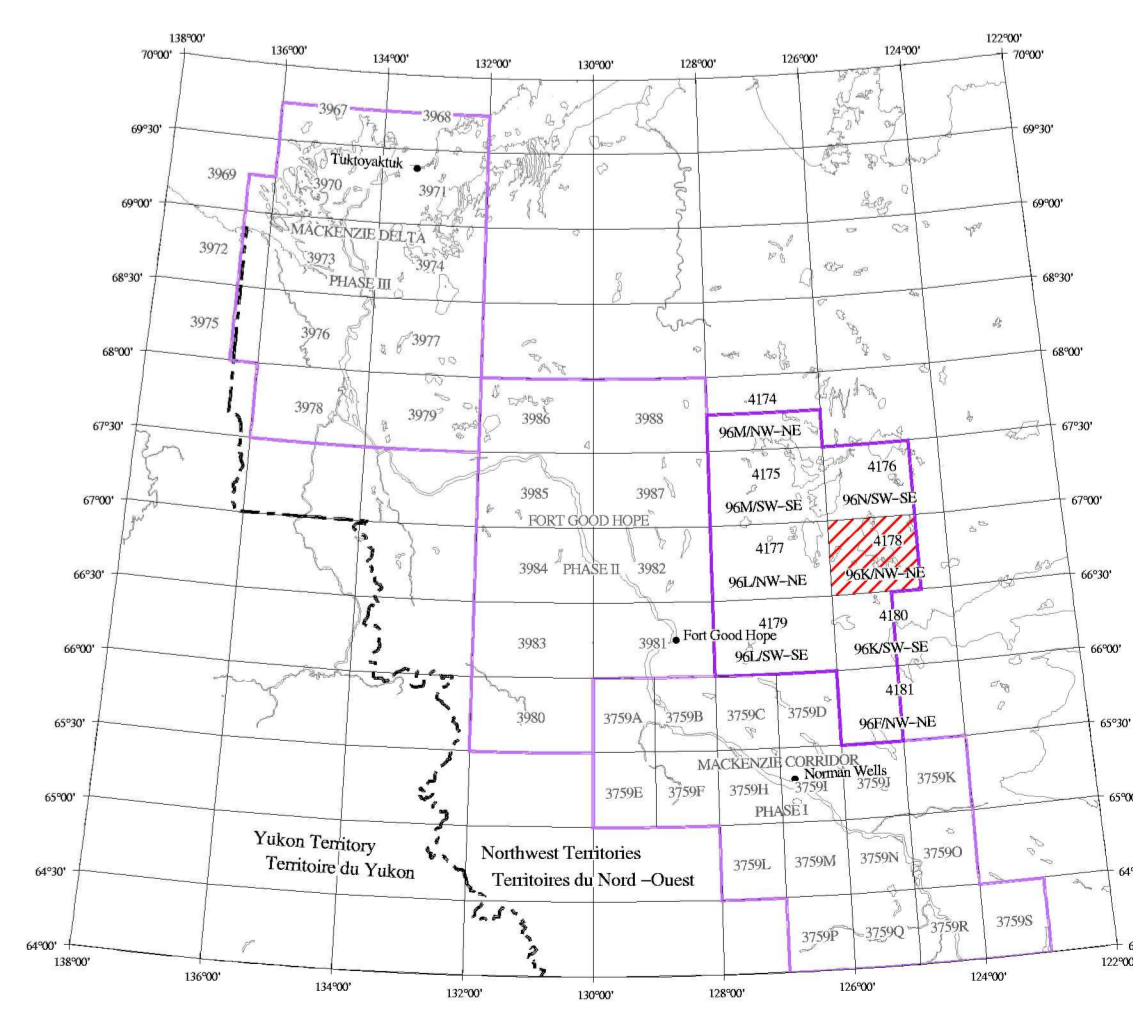 138°00'
136°00'
134°00'
132°00'
130°00'
128°00'
126°00'
124°00'
122°00'
70°00'
70°00'
3967
3968
69°30'
69°30'
Tuktoyaktuk
3969
3970
3971
69°00'
69°00'
MACKENZIE DELTA
3972
3973
3974
68°30'
PHASE III
68°30'
3975
3976
3977
68°00'
68°00'
3978
3979
3986
3988
4174
96M/NW-NE
67°30'
67°30'
4175
4176
3985
3987
96M/SW-SE
96N/SW-SE
67°00'
67°00'
FORT GOOD HOPE
4177
4178
3984
PHASE II
3982
96L/NW-NE
96K/NW-NE
66°30'
66°30'
4179
4180
3983
3981
Fort Good Hope
96L/SW-SE
96K/SW-SE
66°00'
66°00'
4181
3980
3759A
3759B
3759C
3759D
96F/NW-NE
65°30'
65°30'
MACKENZIE CORRIDOR
Norman Wells
3759E
3759F
3759H
3759I
3759J
3759K
65°00'
65°00'
PHASE I
Yukon Territory
Territoire du Yukon
Northwest Territories
Territoires du Nord -Ouest
3759L
3759M
3759N
3759O
64°30'
64°
3759P
3759Q
3759R
3759S
64°00'
6
138°00'
136°00'
134°00'
132°00'
130°00'
128°00'
126°00'
124°00'
122°00'